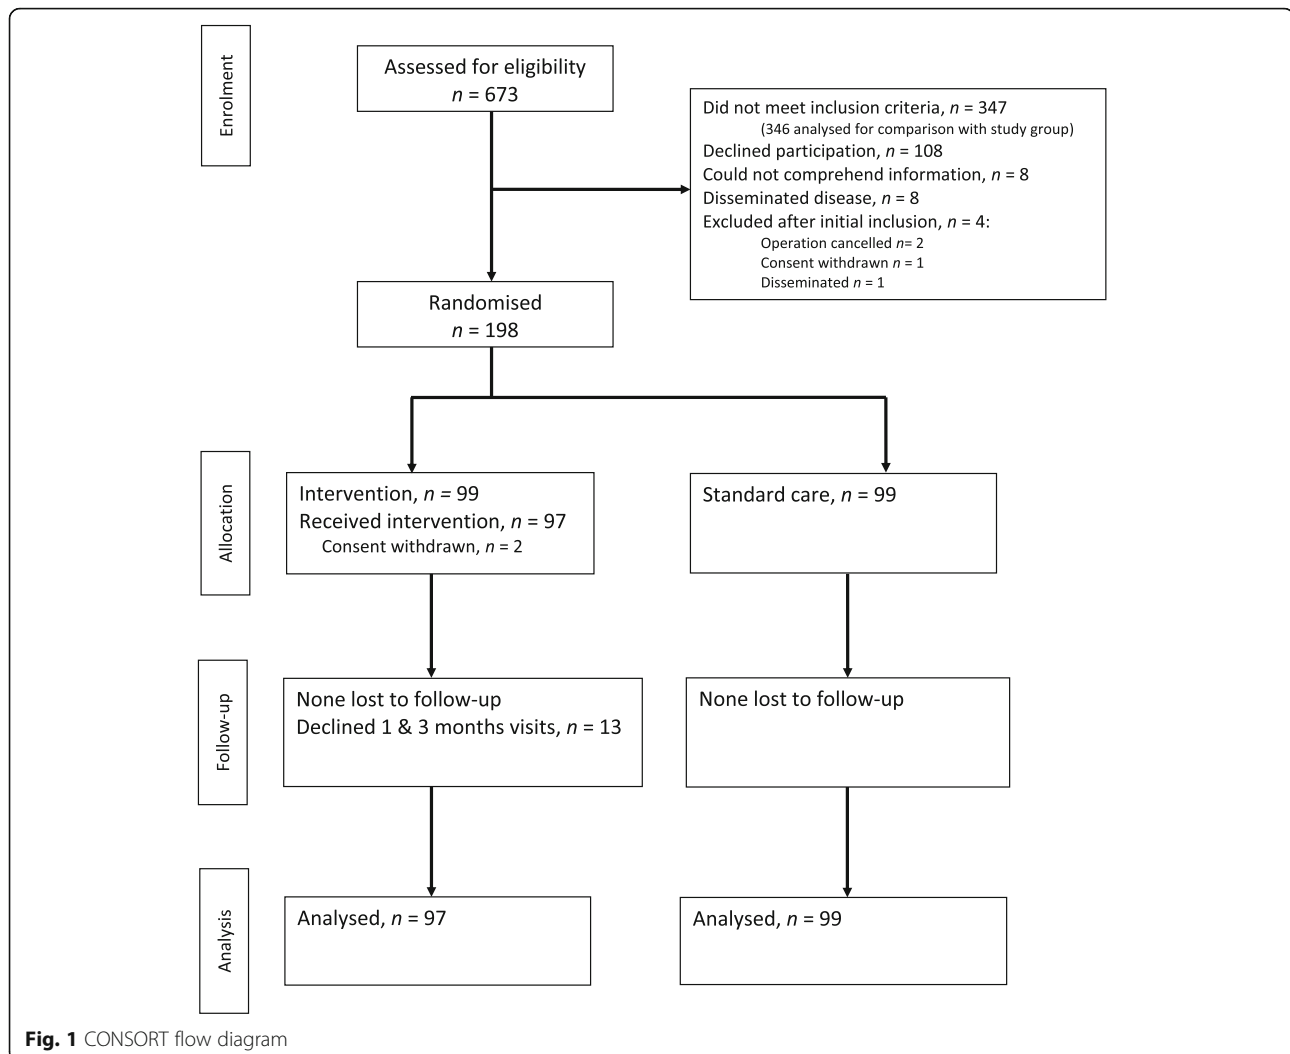 Enrolment
Assessed for eligibility
n = 673
Did not meet inclusion criteria, n = 347
(346 analysed for comparison with study group)
Declined participation, n = 108
Could not comprehend information, n = 8
Disseminated disease, n = 8
Excluded after initial inclusion, n = 4:
Operation cancelled n= 2
Consent withdrawn n = 1
Disseminated n = 1
Randomised
n = 198
Allocation
Intervention, n = 99
Received intervention, n = 97
Consent withdrawn, n = 2
Standard care, n = 99
Follow-up
None lost to follow-up
Declined 1 & 3 months visits, n = 13
None lost to follow-up
Analysis
Analysed, n = 97
Analysed, n = 99
Fig. 1 CONSORT flow diagram